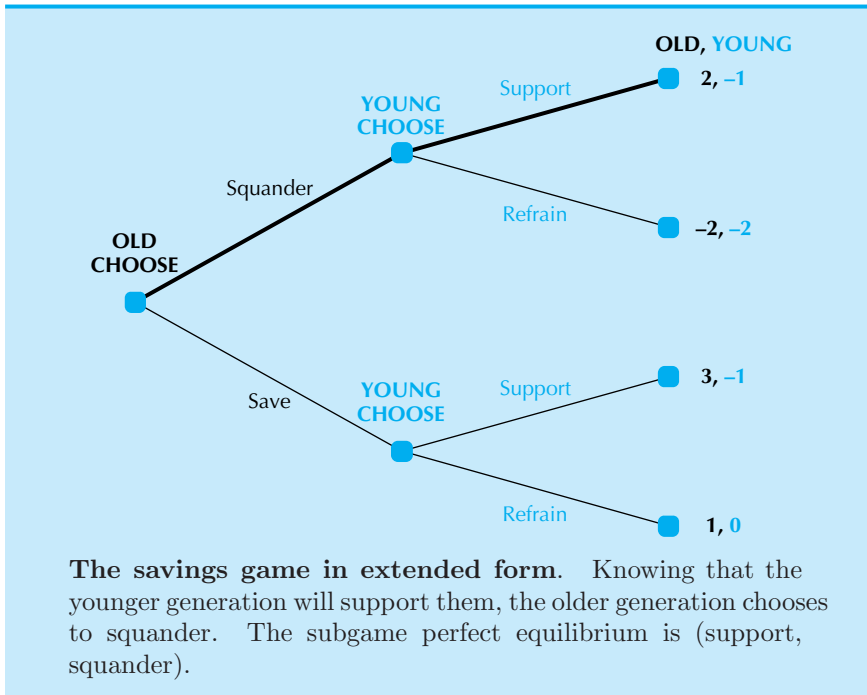 OLD, YOUNG
2, –1
Support
YOUNG
CHOOSE
Squander
Refrain
–2, –2
OLD
CHOOSE
3, –1
Support
YOUNG
CHOOSE
Save
Refrain
1, 0
The savings game in extended form. Knowing that the
younger generation will support them, the older generation chooses
to squander. The subgame perfect equilibrium is (support,
squander).